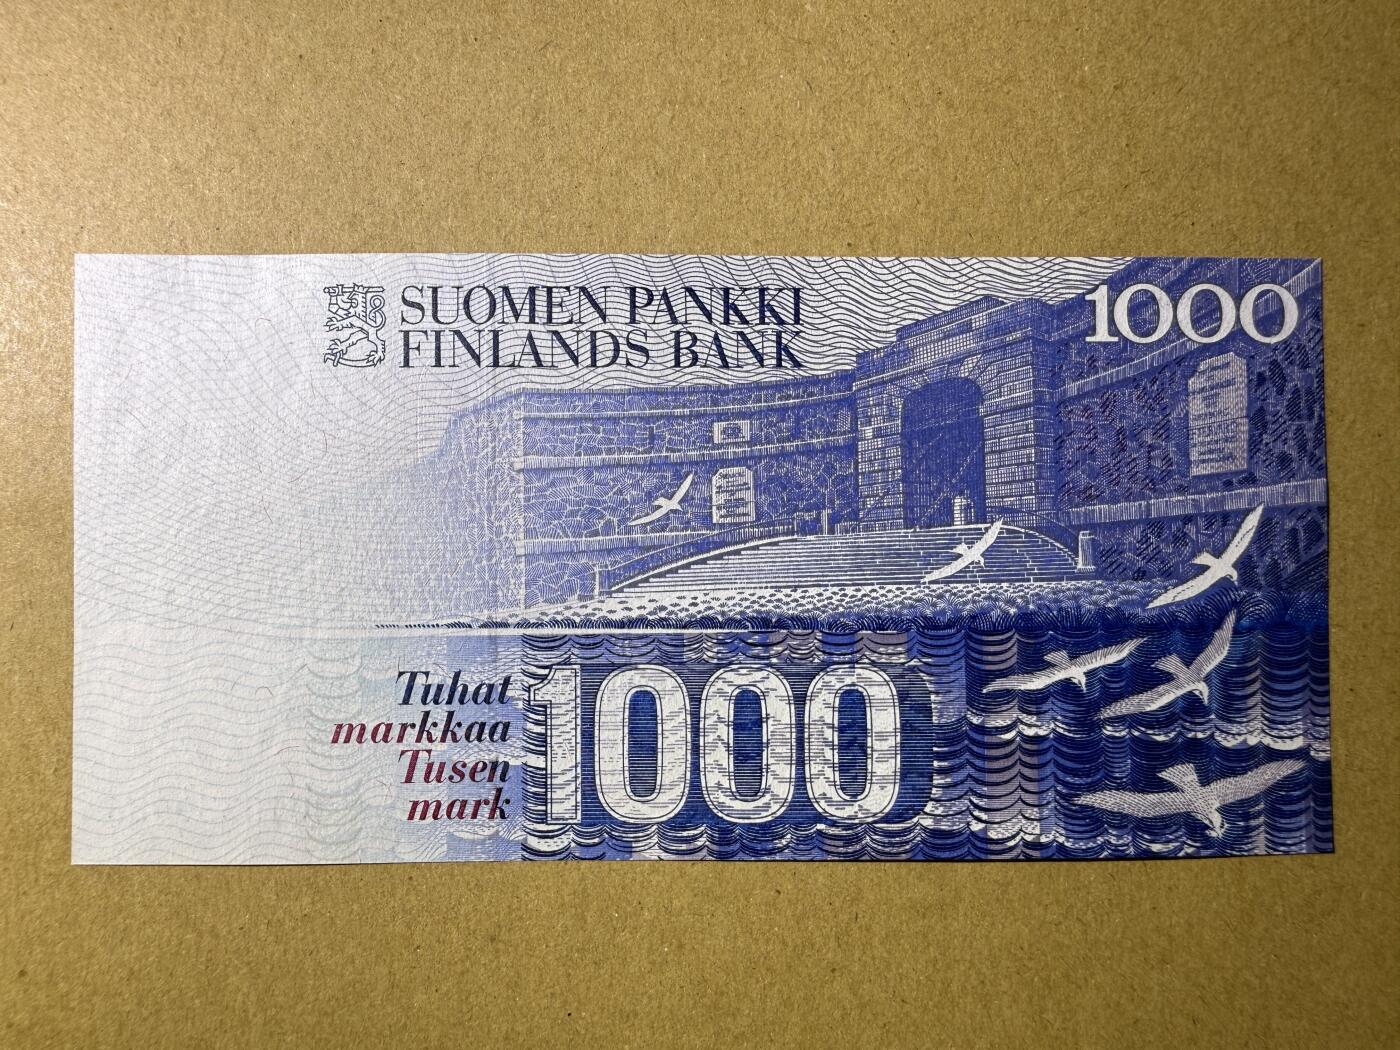 SUOMEN PANKKI
FINLANDS BANK
1000
Tuhat
markkaa
Tusen
mark
1000